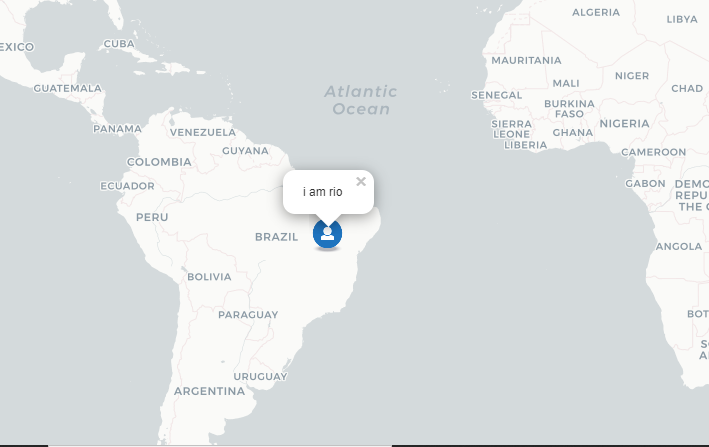 ALGERIA
LIBYA
EXICO
CUBA
MAURITANIA
MALI
NIGER
CHAD
GUATEMALA
Atlantic
Ocean
SENEGAL
BURKINA
FASO
PANAMA
VENEZUELA
SIERRA
LEONE
GHANA
NIGERIA
LIBERIA
GUYANA
CAMEROON
COLOMBIA
ECUADOR
i am rio
×
GABON
DEMO
REPU
THE C
PERU
BRAZIL
ANGOLA
BOLIVIA
PARAGUAY
BOT
S
A
URUGUAY
ARGENTINA